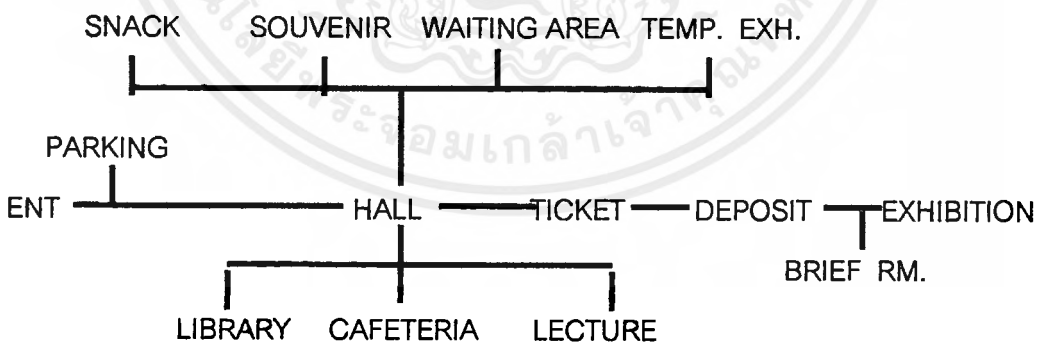 SNACK SOUVENIR WAITING AREA TEMP. EXH.
PARKING
ENT HALL TICKET DEPOSIT EXHIBITION
BRIEF RM.
LIBRARY CAFETERIA LECTURE